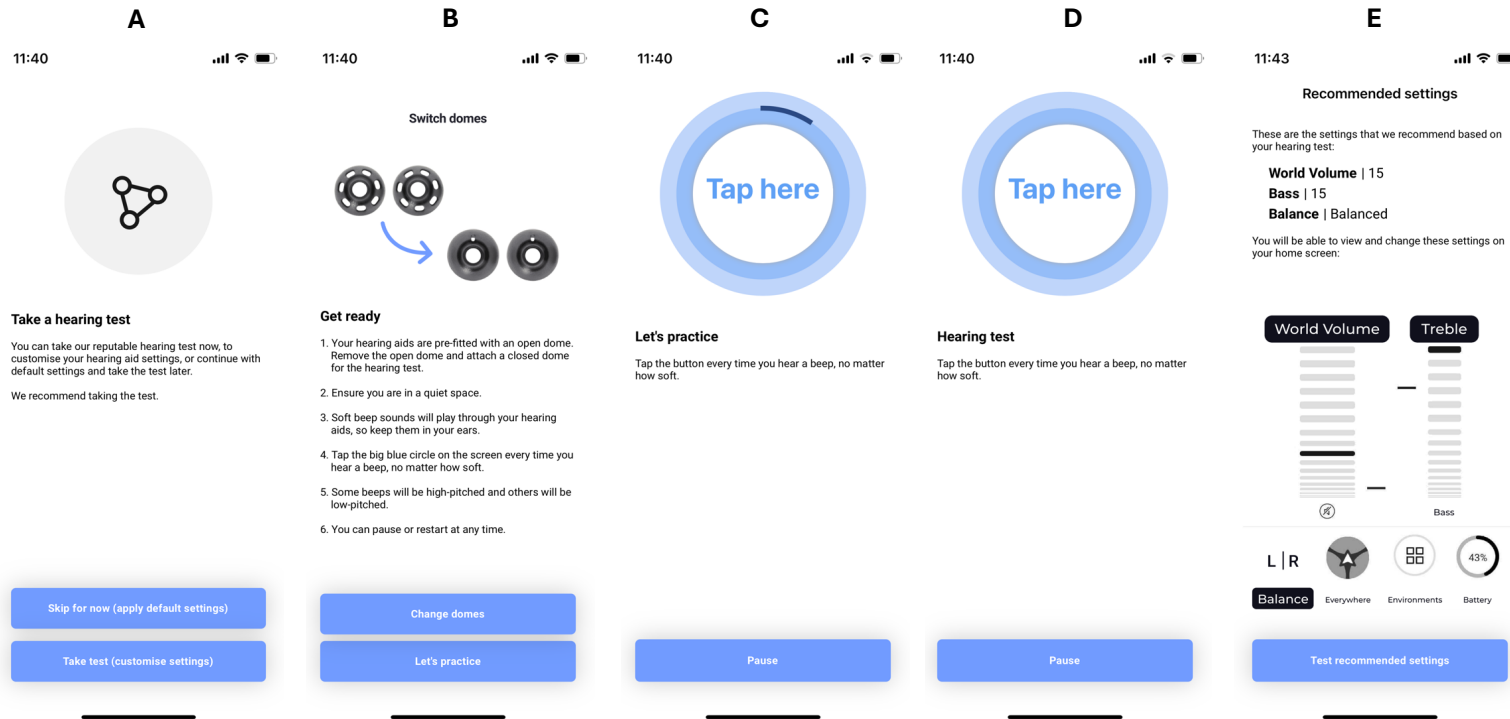 A
11:40
Take a hearing test
You can take our reputable hearing test now, to
customise your hearing aid settings, or continue with
default settings and take the test later.
We recommend taking the test.
Skip for now (apply default settings)
Take test (customise settings)
B
11:40
Switch domes
Get ready
1. Your hearing aids are pre-fitted with an open dome.
Remove the open dome and attach a closed dome
for the hearing test.
2. Ensure you are in a quiet space.
3. Soft beep sounds will play through your hearing
aids, so keep them in your ears.
4. Tap the big blue circle on the screen every time you
hear a beep, no matter how soft.
5. Some beeps will be high-pitched and others will be
low-pitched.
6. You can pause or restart at any time.
Change domes
Let's practice
C
11:40
Tap here
Let's practice
Tap the button every time you hear a beep, no matter
how soft.
Pause
D
11:40
Tap here
Hearing test
Tap the button every time you hear a beep, no matter
how soft.
Pause
E
11:43
Recommended settings
These are the settings that we recommend based on
your hearing test:
World Volume | 15
Bass | 15
Balance | Balanced
You will be able to view and change these settings on
your home screen:
World Volume
Treble
Bass
L|R
43%
Balance
Everywhere
Environments
Battery
Test recommended settings